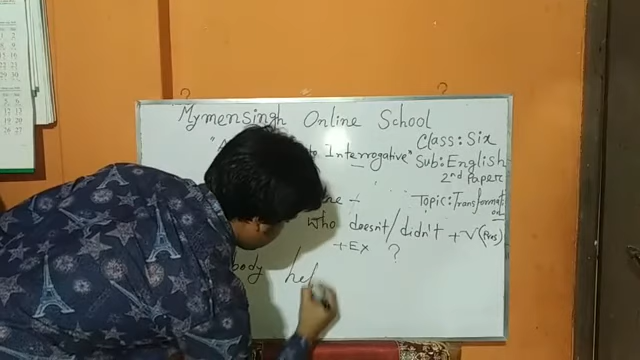 Mymensingh Online School
Class: Six
to Interrogative" Sub: English
2nd Paper
Topic: Transformati
on
Who doesn't/didn't + V(Pres)
+ Ex ?
body hel